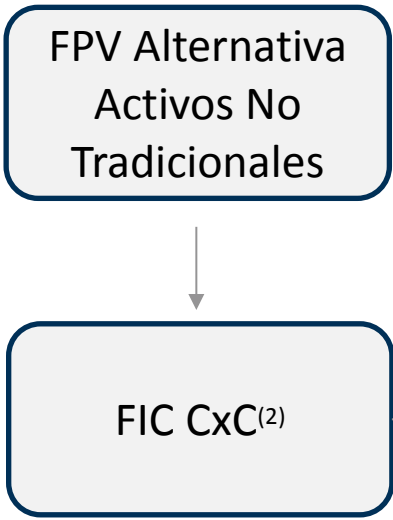 FPV Alternativa
Activos No
Tradicionales
FIC CxC(2)